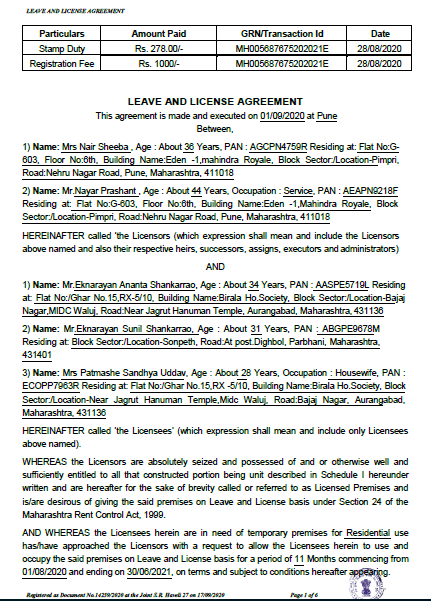 LEAVE AND LICENSE AGREEMENT
Particulars Amount Paid GRN/Transaction Id Date
Stamp Duty Rs. 278.00/- MH005687675202021E 28/08/2020
Registration Fee Rs. 1000/- MH005687675202021E 28/08/2020
LEAVE AND LICENSE AGREEMENT
This agreement is made and executed on 01/09/2020 at Pune
Between,
1) Name: Mrs Nair Sheeba , Age : About 36 Years, PAN : AGCPN4759R Residing at: Flat No:G-
603, Floor No:6th, Building Name:Eden -1,mahindra Royale, Block Sector:/Location-Pimpri,
Road:Nehru Nagar Road, Pune, Maharashtra, 411018
2) Name: Mr.Nayar Prashant , Age : About 44 Years, Occupation : Service, PAN : AEAPN9218F
Residing at: Flat No:G-603, Floor No:6th, Building Name:Eden -1,Mahindra Royale, Block
Sector:/Location-Pimpri, Road:Nehru Nagar Road, Pune, Maharashtra, 411018
HEREINAFTER called 'the Licensors (which expression shall mean and include the Licensors
above named and also their respective heirs, successors, assigns, executors and administrators)
AND
1) Name: Mr.Eknarayan Ananta Shankarrao, Age : About 34 Years, PAN : AASPE5719L Residing
at: Flat No:/Ghar No.15,RX-5/10, Building Name:Birala Ho.Society, Block Sector:/Location-Bajaj
Nagar,MIDC Waluj, Road:Near Jagrut Hanuman Temple, Aurangabad, Maharashtra, 431136
2) Name: Mr.Eknarayan Sunil Shankarrao, Age : About 31 Years, PAN : ABGPE9678M
Residing at: Block Sector:/Location-Sonpeth, Road:At post.Dighbol, Parbhani, Maharashtra,
431401
3) Name: Mrs Patmashe Sandhya Uddav, Age : About 28 Years, Occupation : Housewife, PAN :
ECOPP7963R Residing at: Flat No:/Ghar No.15,RX -5/10, Building Name:Birala Ho.Society, Block
Sector:/Location-Near Jagrut Hanuman Temple,Midc Waluj, Road:Bajaj Nagar, Aurangabad,
Maharashtra, 431136
HEREINAFTER called 'the Licensees' (which expression shall mean and include only Licensees
above named).
WHEREAS the Licensors are absolutely seized and possessed of and or otherwise well and
sufficiently entitled to all that constructed portion being unit described in Schedule I hereunder
written and are hereafter for the sake of brevity called or referred to as Licensed Premises and
is/are desirous of giving the said premises on Leave and License basis under Section 24 of the
Maharashtra Rent Control Act, 1999.
AND WHEREAS the Licensees herein are in need of temporary premises for Residential use
has/have approached the Licensors with a request to allow the Licensees herein to use and
occupy the said premises on Leave and License basis for a period of 11 Months commencing from
01/08/2020 and ending on 30/06/2021, on terms and subject to conditions hereafter appearing.
Registered as Document No.14239/2020 at the Joint S.R. Haveli 27 on 17/09/2020 Page 1 of 6